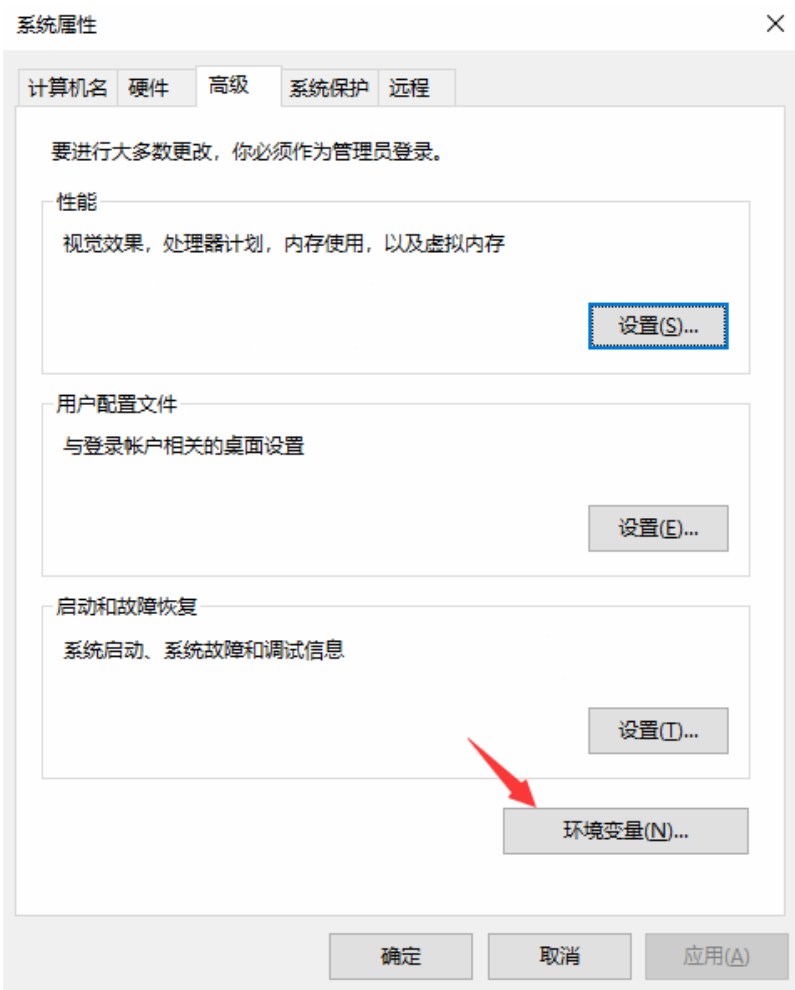 系统属性
计算机名 硬件 高级 系统保护 远程
要进行大多数更改，你必须作为管理员登录。
性能
视觉效果，处理器计划，内存使用，以及虚拟内存
设置(S)...
用户配置文件
与登录帐户相关的桌面设置
设置(E)...
启动和故障恢复
系统启动、系统故障和调试信息
设置(T)...
环境变量(N)...
确定 取消 应用(A)